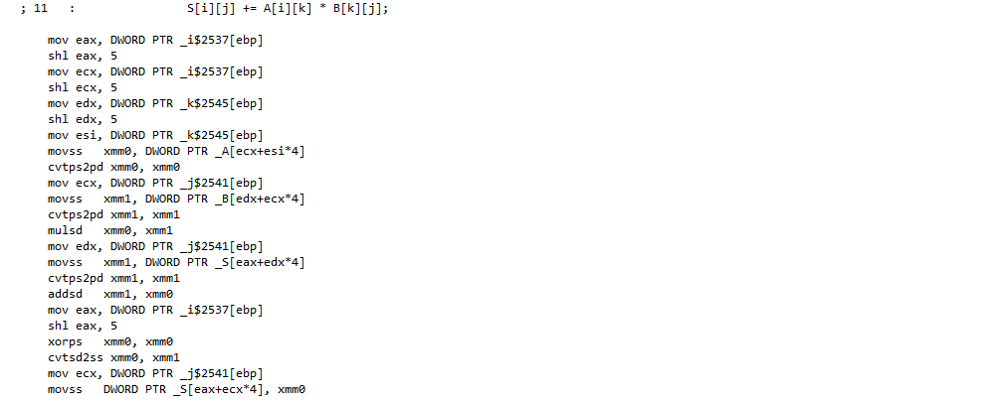 ; 11   :                S[i][j] += A[i][k] * B[k][j];
mov eax, DWORD PTR _i$2537[ebp]
shl eax, 5
mov ecx, DWORD PTR _i$2537[ebp]
shl ecx, 5
mov edx, DWORD PTR _k$2545[ebp]
shl edx, 5
mov esi, DWORD PTR _k$2545[ebp]
movss   xmm0, DWORD PTR _A[ecx+esi*4]
cvtps2pd xmm0, xmm0
mov ecx, DWORD PTR _j$2541[ebp]
movss   xmm1, DWORD PTR _B[edx+ecx*4]
cvtps2pd xmm1, xmm1
mulsd   xmm0, xmm1
mov edx, DWORD PTR _j$2541[ebp]
movss   xmm1, DWORD PTR _S[eax+edx*4]
cvtps2pd xmm1, xmm1
addsd   xmm1, xmm0
mov eax, DWORD PTR _i$2537[ebp]
shl eax, 5
xorps   xmm0, xmm0
cvtsd2ss xmm0, xmm1
mov ecx, DWORD PTR _j$2541[ebp]
movss   DWORD PTR _S[eax+ecx*4], xmm0